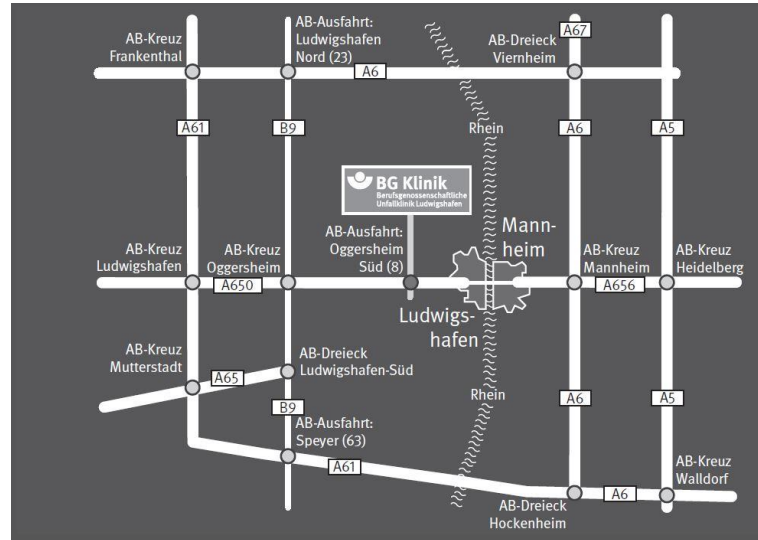 AB-Kreuz
Frankenthal
AB-Ausfahrt:
Ludwigshafen
Nord (23)
A6
AB-Dreieck
Viernheim
A67
A61
B9
Rhein
A6
A5
BG Klinik
Berufsgenossenschaftliche
Unfallklinik Ludwigshafen
AB-Kreuz
Ludwigshafen
A650
AB-Kreuz
Oggersheim
AB-Ausfahrt:
Oggersheim
Süd (8)
Mann-
heim
Ludwigs-
hafen
AB-Kreuz
Mannheim
A656
AB-Kreuz
Heidelberg
AB-Kreuz
Mutterstadt
A65
AB-Dreieck
Ludwigshafen-Süd
B9
Rhein
A6
A5
AB-Ausfahrt:
Speyer (63)
A61
AB-Dreieck
Hockenheim
A6
AB-Kreuz
Walldorf